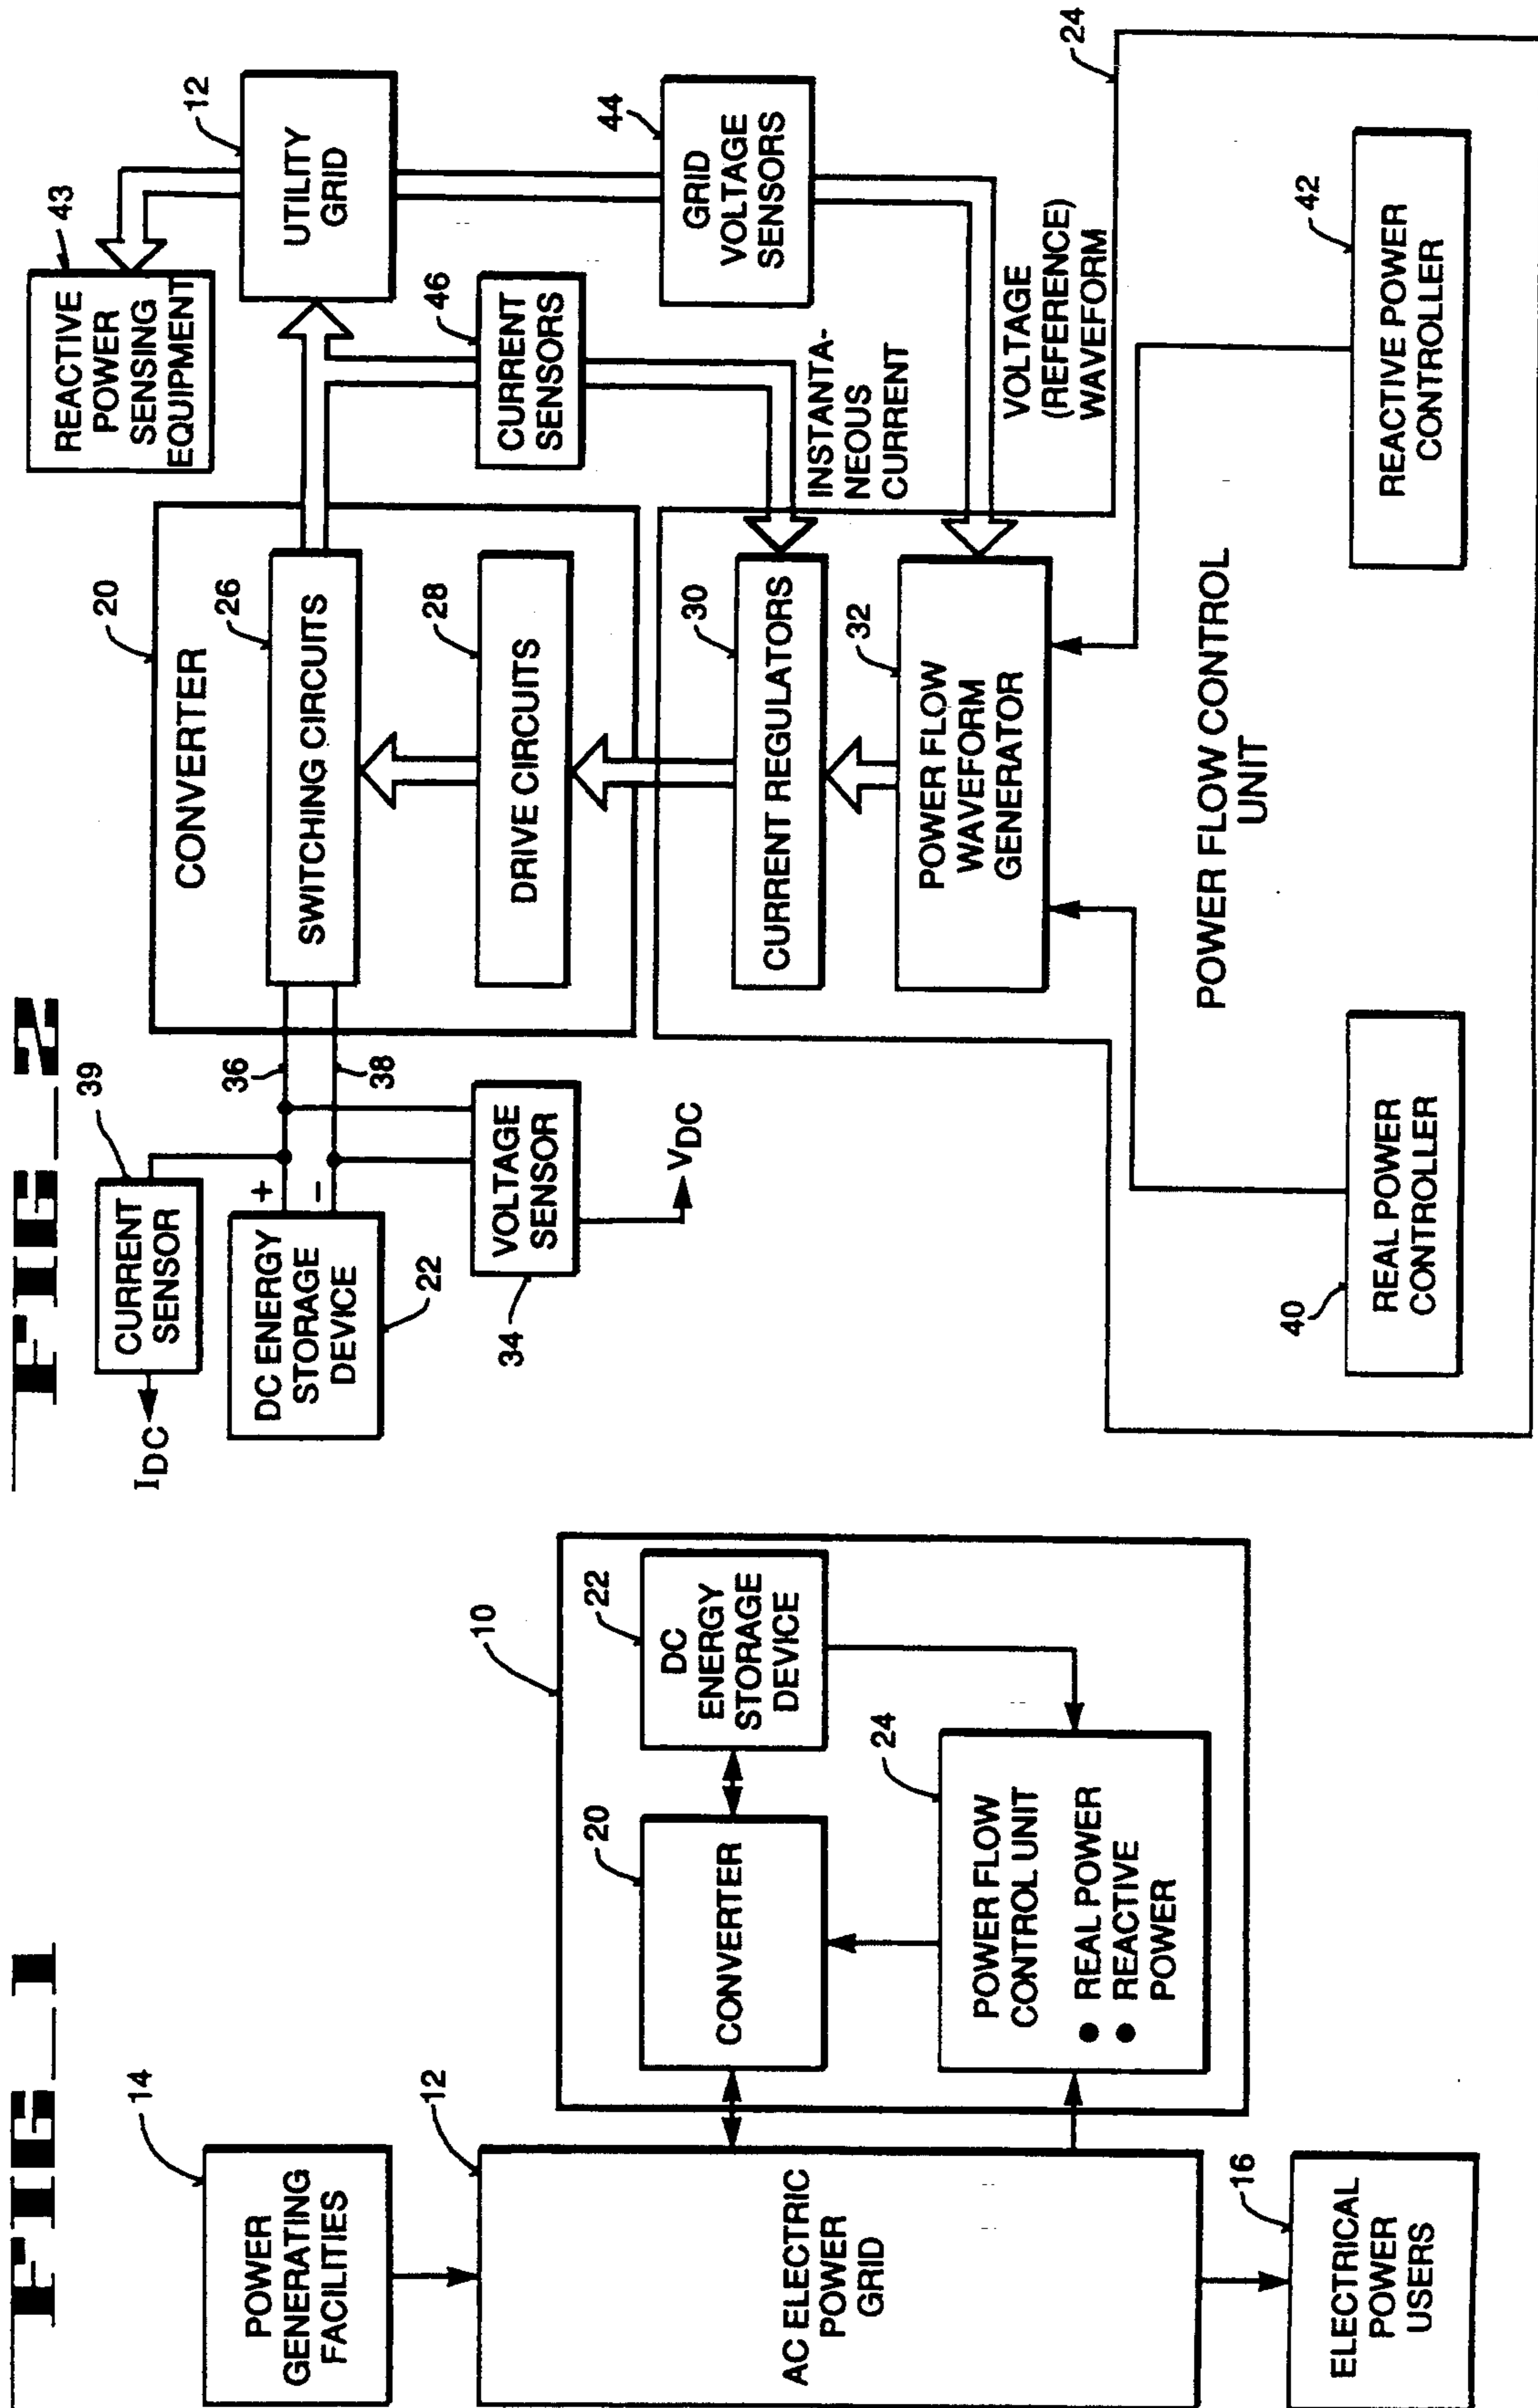 FIG_1
14
POWER
GENERATING
FACILITIES
12
AC ELECTRIC
POWER
GRID
16
ELECTRICAL
POWER
USERS
10
20
CONVERTER
22
DC
ENERGY
STORAGE
DEVICE
24
POWER FLOW
CONTROL UNIT
● REAL POWER
● REACTIVE
POWER
FIG_2
IDC
39
CURRENT
SENSOR
DC ENERGY
STORAGE
DEVICE
22
+
−
36
38
34
VOLTAGE
SENSOR
VDC
20
CONVERTER
26
SWITCHING CIRCUITS
28
DRIVE CIRCUITS
30
CURRENT REGULATORS
32
POWER FLOW
WAVEFORM
GENERATOR
43
REACTIVE
POWER
SENSING
EQUIPMENT
12
UTILITY
GRID
46
CURRENT
SENSORS
44
GRID
VOLTAGE
SENSORS
INSTANTA-
NEOUS
CURRENT
VOLTAGE
(REFERENCE)
WAVEFORM
24
POWER FLOW CONTROL
UNIT
40
REAL POWER
CONTROLLER
42
REACTIVE POWER
CONTROLLER